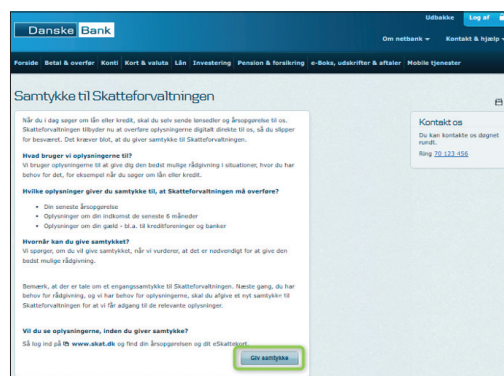 Udbakke Log af
Danske Bank
Om netbank Kontakt & hjælp
Forside Betal & overfør Konti Kort & valuta Lån Investering Pension & forsikring e-Boks, udskrifter & aftaler Mobile tjenester
Samtykke til Skatteforvaltningen
Når du i dag søger om lån eller kredit, skal du selv sende lønsedler og årsopgørelse til os.
Skatteforvaltningen tilbyder nu at overføre oplysningerne digitalt direkte til os, så du slipper
for besværet. Det kræver blot, at du giver samtykke til Skatteforvaltningen.
Hvad bruger vi oplysningerne til?
Vi bruger oplysningerne til at give dig den bedst mulige rådgivning i situationer, hvor du har
behov for det, for eksempel når du søger om lån eller kredit.
Hvilke oplysninger giver du samtykke til, at Skatteforvaltningen må overføre?
• Din seneste årsopgørelse
• Oplysninger om din indkomst de seneste 6 måneder
• Oplysninger om din gæld - bl.a. til kreditforeninger og banker
Hvornår kan du give samtykket?
Vi spørger, om du vil give samtykket, når vi vurderer, at det er nødvendigt for at give den
bedst mulige rådgivning.
Bemærk, at der er tale om et engangssamtykke til Skatteforvaltningen. Næste gang, du har
behov for rådgivning, og vi har behov for oplysningerne, skal du afgive et nyt samtykke til
Skatteforvaltningen for at vi får adgang til de relevante oplysninger.
Vil du se oplysningerne, inden du giver samtykke?
Så log ind på www.skat.dk og find din årsopgørelsen og dit eSkattekort.
Giv samtykke
Kontakt os
Du kan kontakte os døgnet
rundt.
Ring 70 123 456